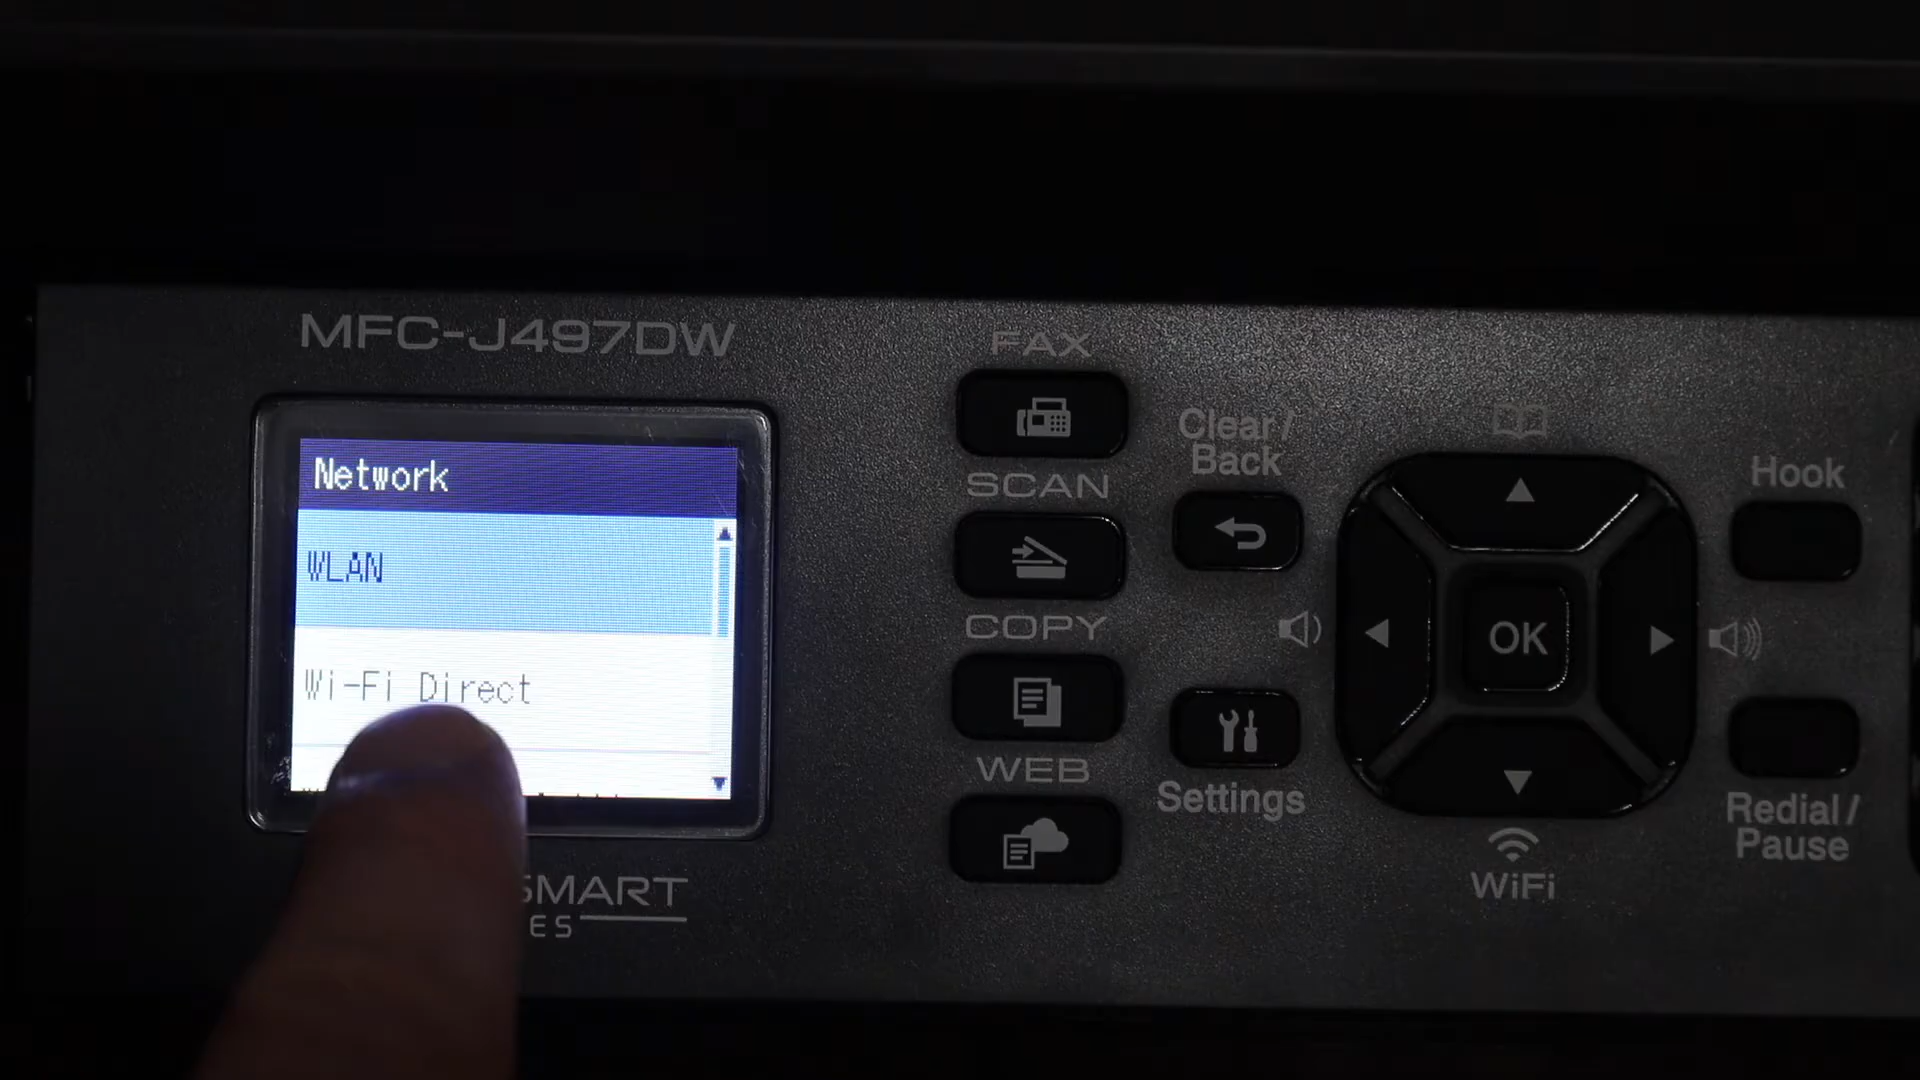 MFC-J497DW
Network
WLAN
Wi-Fi Direct
SMART
ES
FAX
SCAN
COPY
WEB
Clear/
Back
Settings
OK
WiFi
Hook
Redial/
Pause